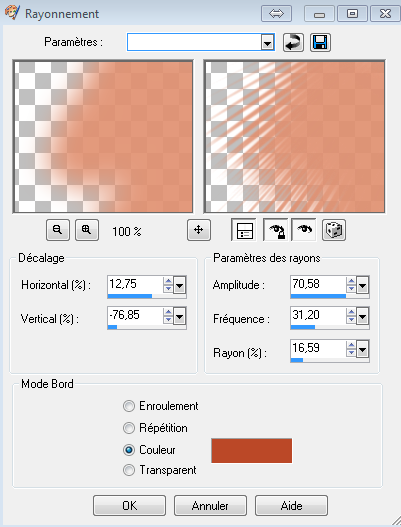 Rayonnement
Paramètres :
100 %
Décalage
Horizontal (%) : 12,75
Vertical (%) : -76,85
Paramètres des rayons
Amplitude : 70,58
Fréquence : 31,20
Rayon (%) : 16,59
Mode Bord
Enroulement
Répétition
Couleur
Transparent
OK Annuler Aide